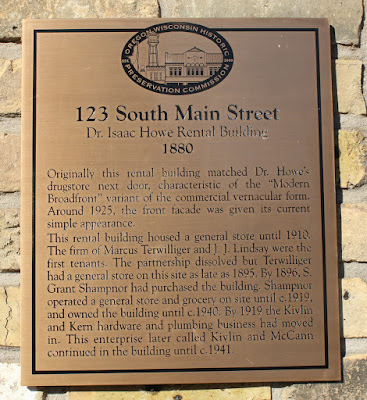 OREGON WISCONSIN HISTORIC
PRESERVATION COMMISSION
123 South Main Street
Dr. Isaac Howe Rental Building
1880
Originally this rental building matched Dr. Howe's
drugstore next door, characteristic of the "Modern
Broadfront" variant of the commercial vernacular form.
Around 1925, the front facade was given its current
simple appearance.
This rental building housed a general store until 1910.
The firm of Marcus Terwilliger and J. J. Lindsay were the
first tenants. The partnership dissolved but Terwilliger
had a general store on this site as late as 1895. By 1896, S.
Grant Shampnor had purchased the building. Shampnor
operated a general store and grocery on site until c.1919,
and owned the building until c.1940. By 1919 the Kivlin
and Kern hardware and plumbing business had moved
in. This enterprise later called Kivlin and McCann
continued in the building until c.1941.